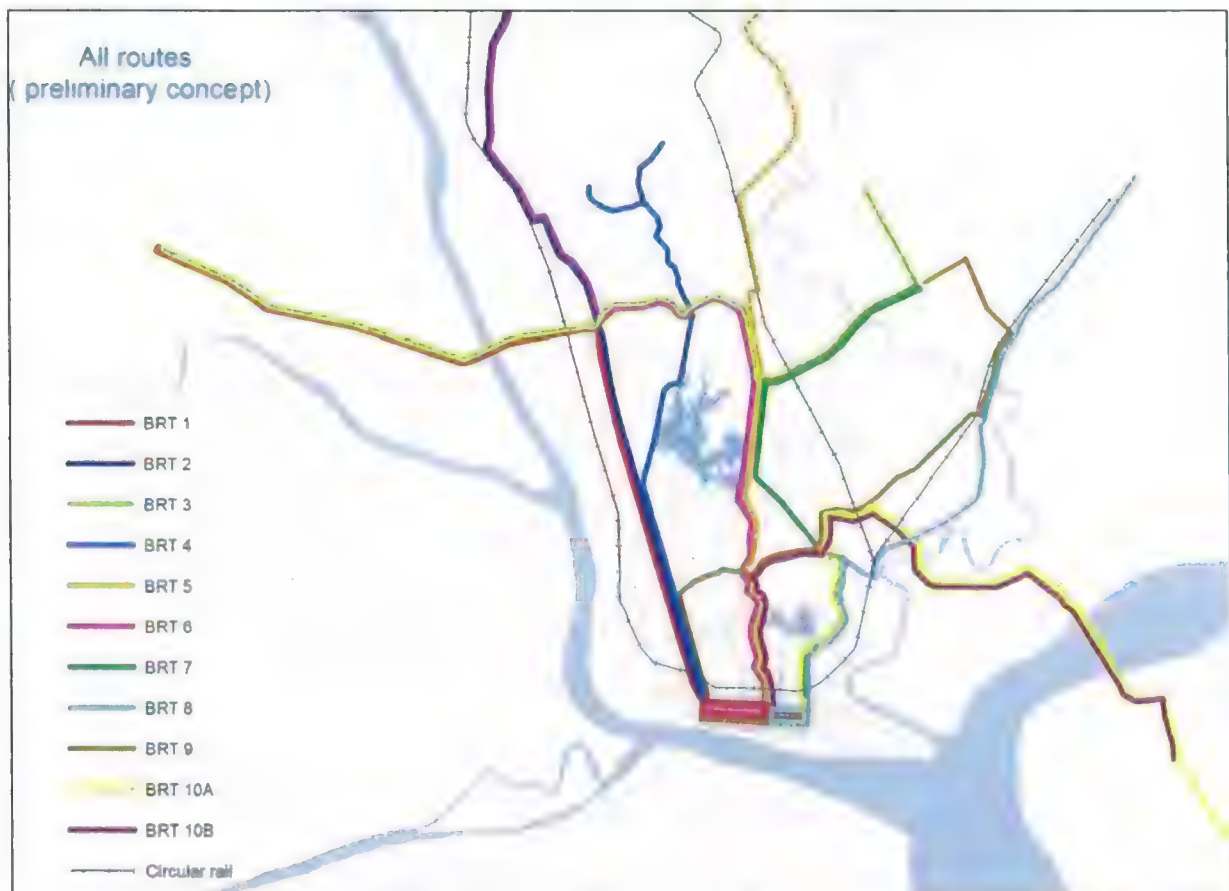 All routes
( preliminary concept)
BRT 1
BRT 2
BRT 3
BRT 4
BRT 5
BRT 6
BRT 7
BRT 8
BRT 9
BRT 10A
BRT 10B
Circular rail